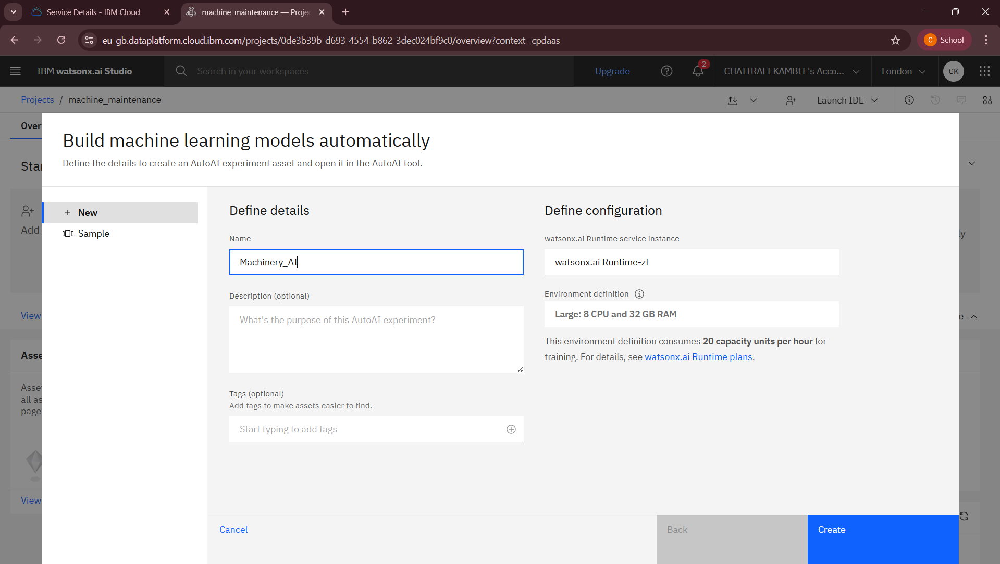 Service Details - IBM Cloud
machine_maintenance — Proje
eu-gb.dataplatform.cloud.ibm.com/projects/0de3b39b-d693-4554-b862-3dec024bf9c0/overview?context=cpdaas
C School
IBM watsonx.ai Studio
Search in your workspaces
Upgrade
2
CHAITRALI KAMBLE's Acco...
London
CK
Projects / machine_maintenance
Launch IDE
Over
Build machine learning models automatically
Define the details to create an AutoAI experiment asset and open it in the AutoAI tool.
Star
Add
ly
View
e
Asse
Asse
all as
page
View
New
Sample
Define details
Name
Machinery_AI
Description (optional)
What's the purpose of this AutoAI experiment?
Tags (optional)
Add tags to make assets easier to find.
Start typing to add tags
Define configuration
watsonx.ai Runtime service instance
watsonx.ai Runtime-zt
Environment definition
Large: 8 CPU and 32 GB RAM
This environment definition consumes 20 capacity units per hour for
training. For details, see watsonx.ai Runtime plans.
Cancel
Back
Create